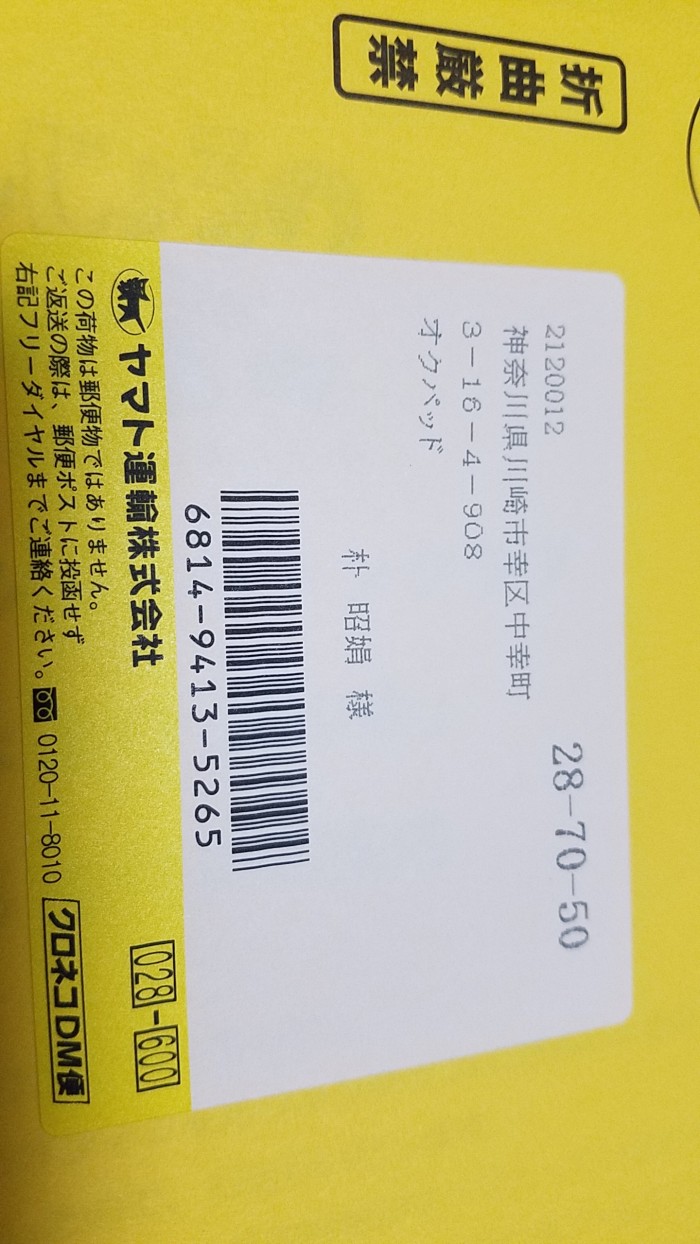 折曲厳禁
2120012
28-70-50
神奈川県川崎市幸区中幸町
3-16-4-908
オクパッド
朴 昭娟 様
6814-9413-5265
ヤマト運輸株式会社
028-600
この荷物は郵便物ではありません。
ご返送の際は、郵便ポストに投函せず
右記フリーダイヤルまでご連絡ください。 0120-11-8010 クロネコDM便